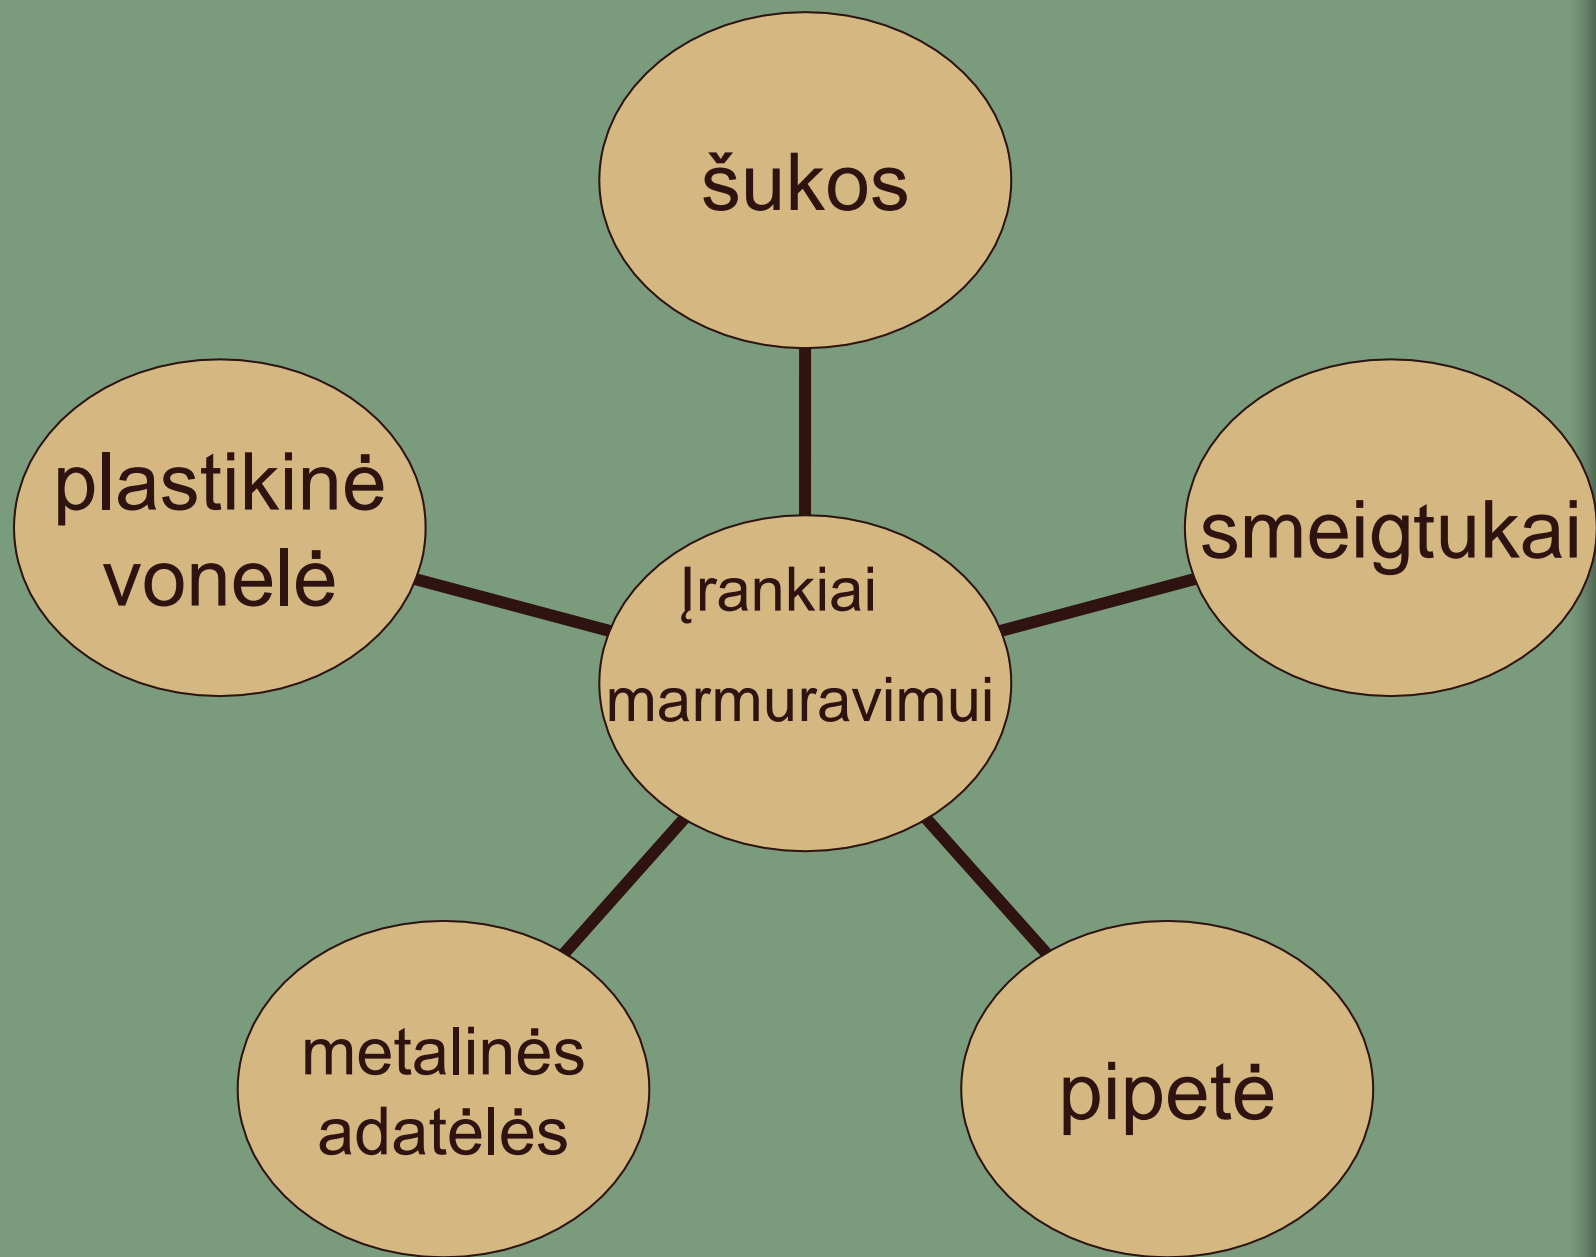 šukos
plastikinė
vonelė
smeigtukai
Įrankiai
marmuravimui
metalinės
adatėlės
pipetė